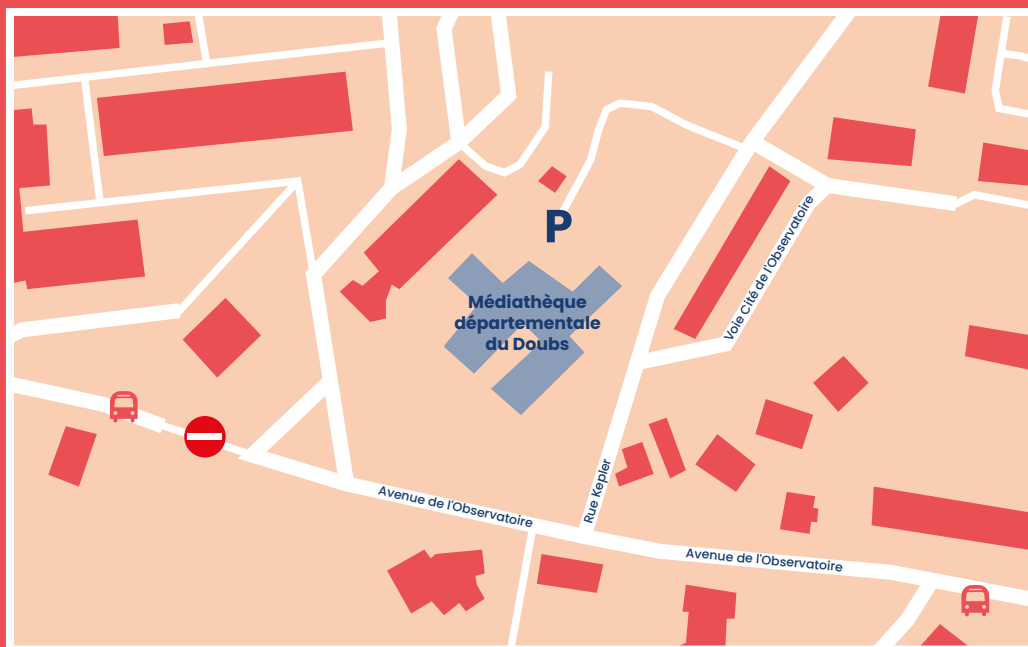 P
Médiathèque
départementale
du Doubs
Voie Cité de l'Observatoire
Rue Kepler
Avenue de l'Observatoire
Avenue de l'Observatoire